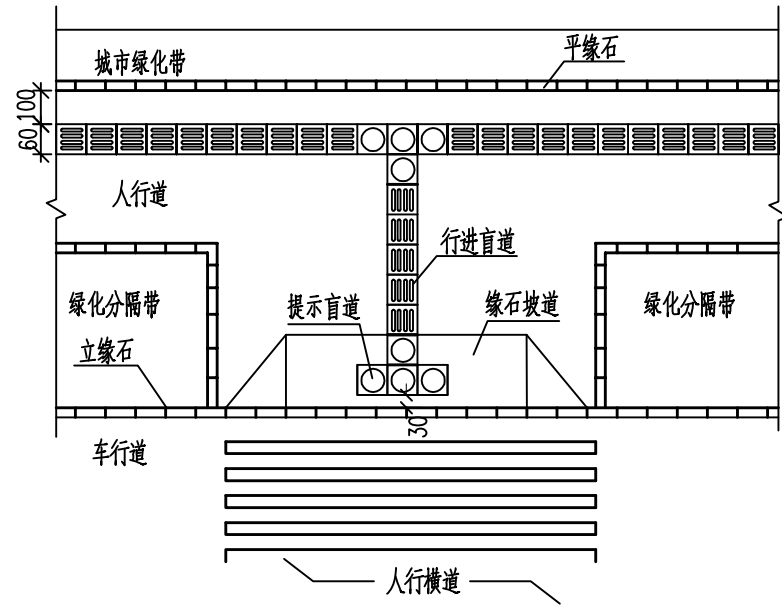 城市绿化带
平缘石
100
60
人行道
行进盲道
绿化分隔带
提示盲道
缘石坡道
绿化分隔带
立缘石
30
车行道
人行横道